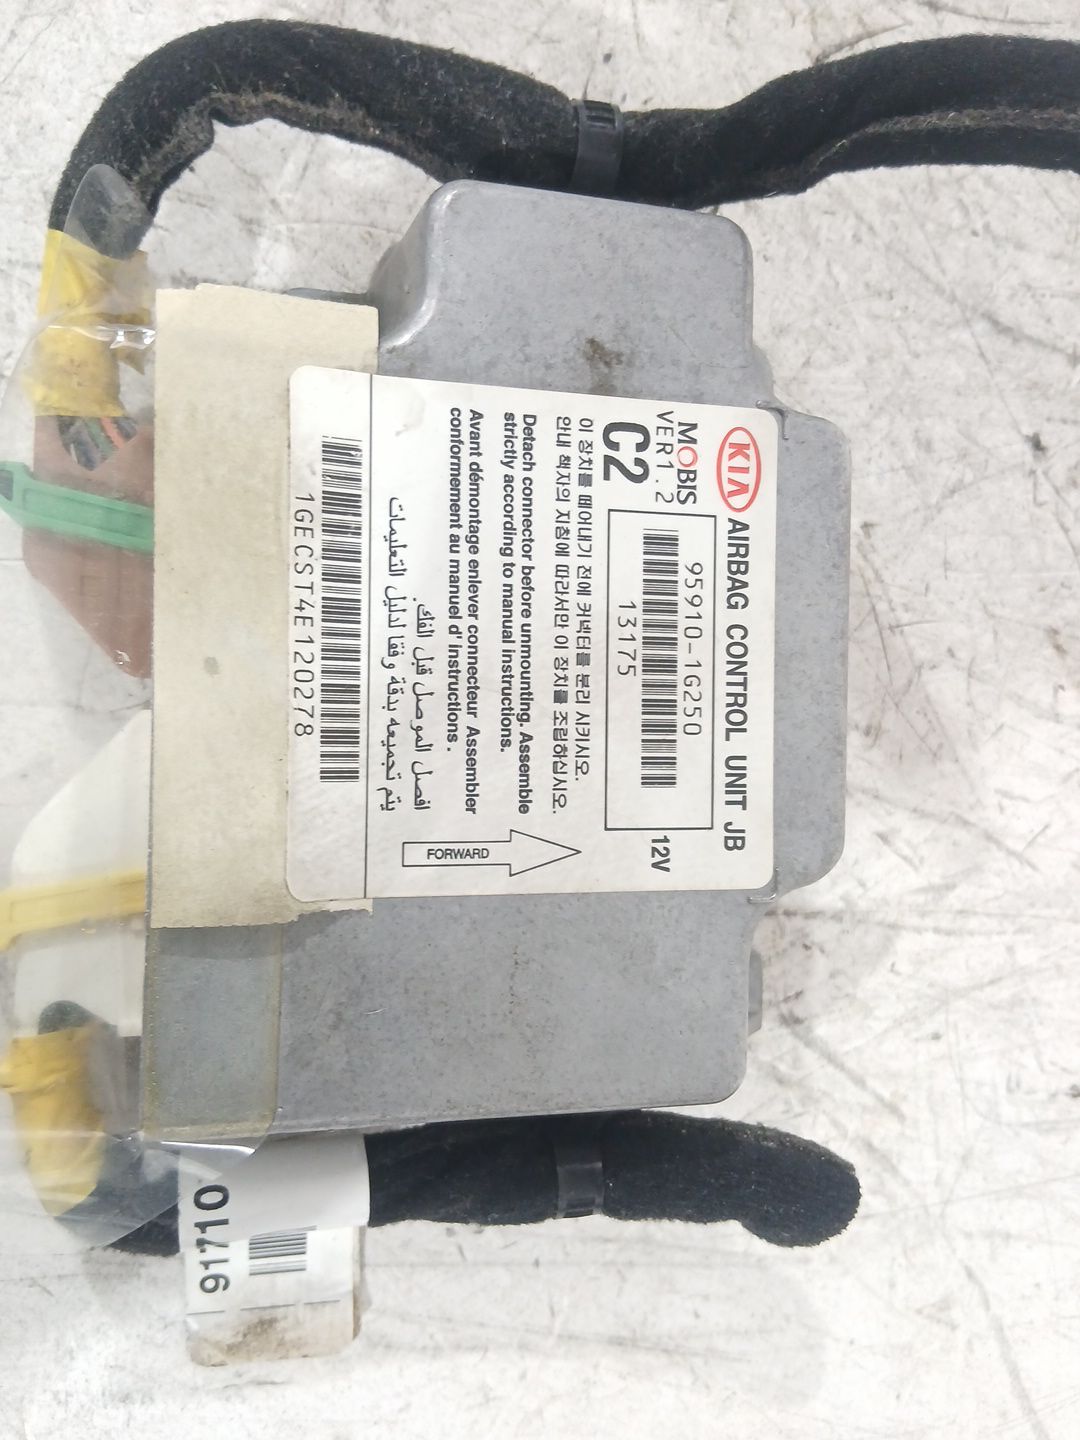 KIA AIRBAG CONTROL UNIT JB
MOBIS
VER1.2
C2
95910-1G250
13175
12V
이 장치를 떼어내기 전에 커넥터를 분리 시키시오.
안내 책자의 지침에 따라서만 이 장치를 조립하십시오.
Detach connector before unmounting. Assemble
strictly according to manual instructions.
Avant démontage enlever connecteur Assembler
conformement au manuel d' instructions .
افصل الموصل قبل الفك.
يتم تجميعه بدقة وفقا لدليل التعليمات
FORWARD
1GECST4E120278
91710